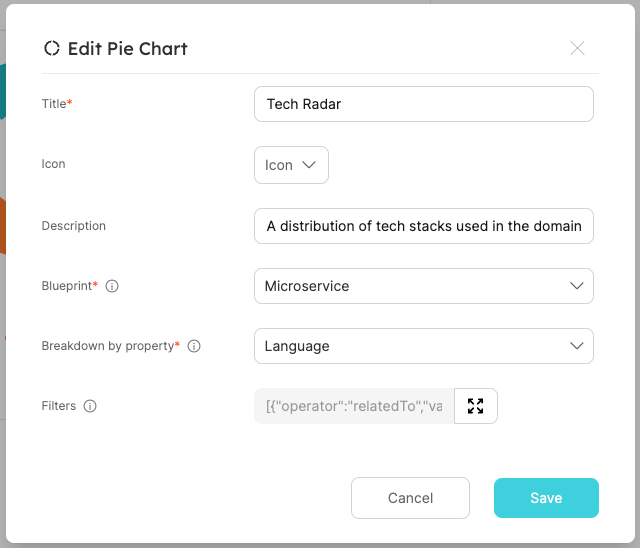 Edit Pie Chart
Title* Tech Radar
Icon Icon
Description A distribution of tech stacks used in the domain
Blueprint* Microservice
Breakdown by property* Language
Filters [{"operator":"relatedTo","va
Cancel Save